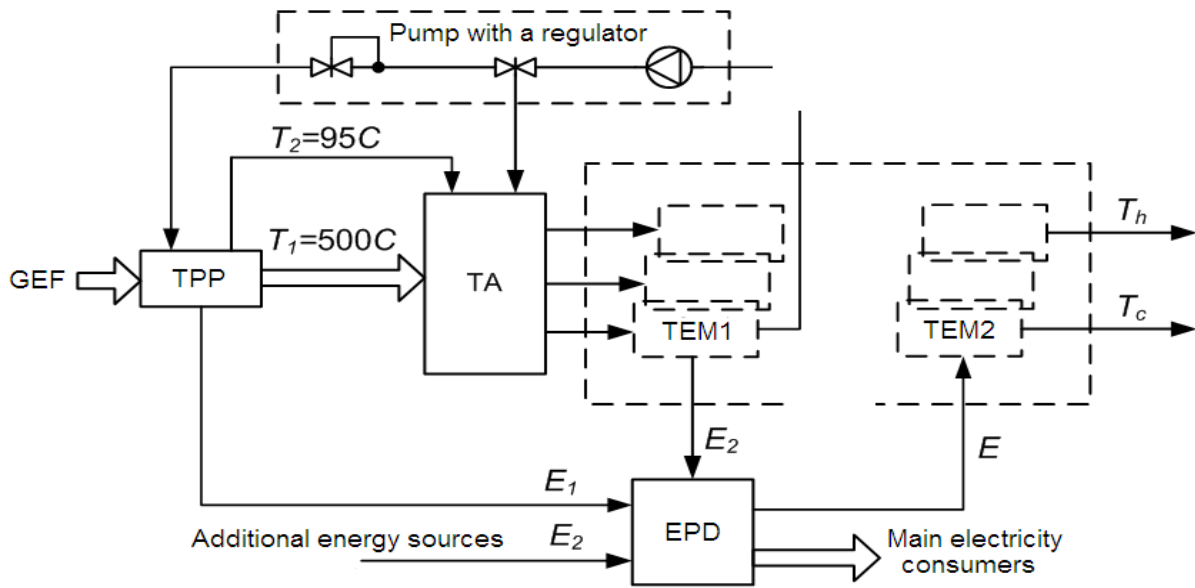 Pump with a regulator
T2=95C
T1=500C
GEF
TPP
TA
TEM1
TEM2
Th
Tc
E2
E
E1
Additional energy sources
E2
EPD
Main electricity
consumers